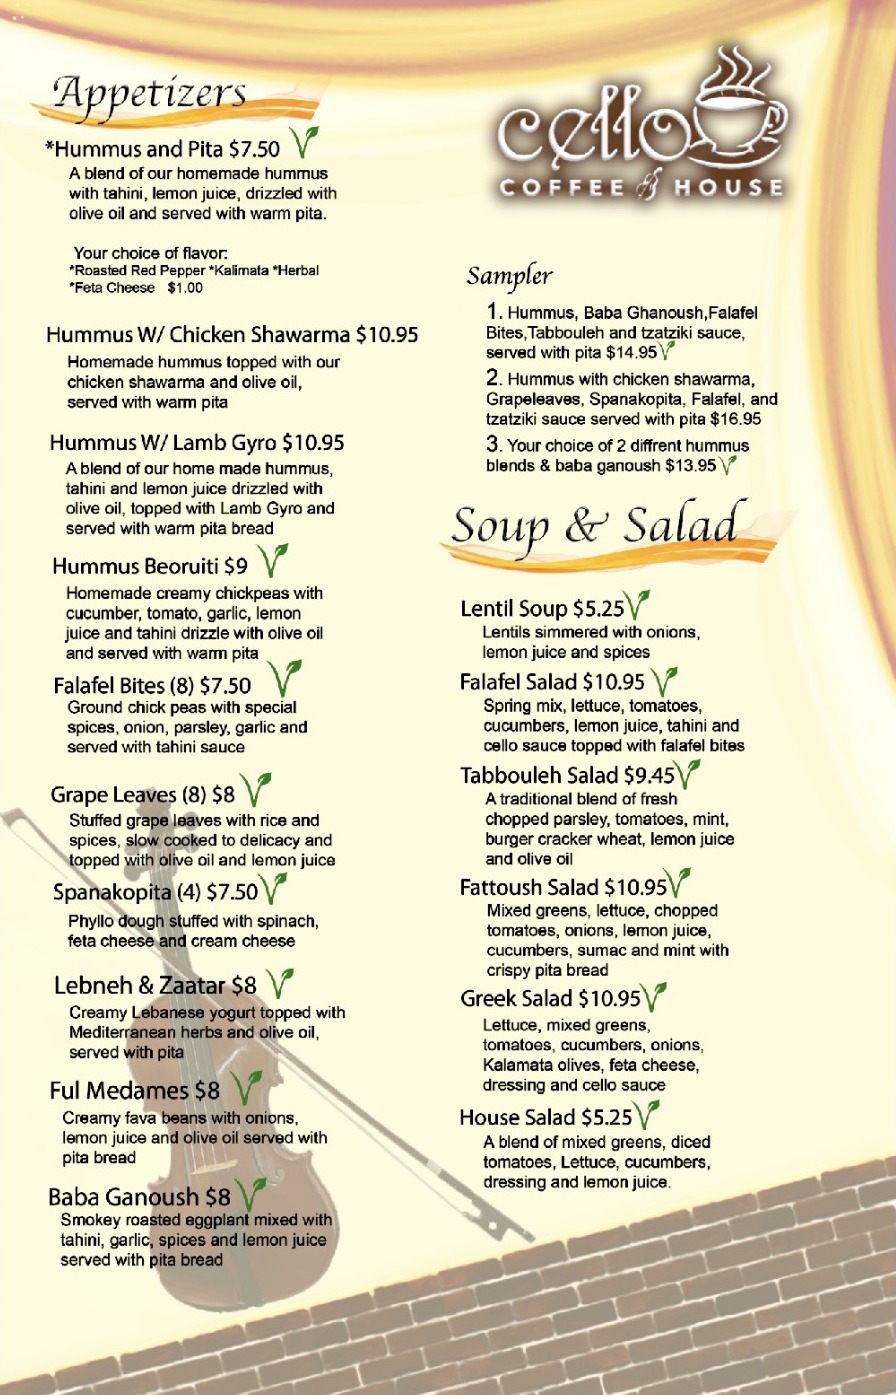 Appetizers
*Hummus and Pita $7.50
A blend of our homemade hummus
with tahini, lemon juice, drizzled with
olive oil and served with warm pita.
Your choice of flavor:
*Roasted Red Pepper *Kalimata *Herbal
*Feta Cheese $1.00
Hummus W/ Chicken Shawarma $10.95
Homemade hummus topped with our
chicken shawarma and olive oil,
served with warm pita
Hummus W/ Lamb Gyro $10.95
A blend of our home made hummus,
tahini and lemon juice drizzled with
olive oil, topped with Lamb Gyro and
served with warm pita bread
Hummus Beoruiti $9
Homemade creamy chickpeas with
cucumber, tomato, garlic, lemon
juice and tahini drizzle with olive oil
and served with warm pita
Falafel Bites (8) $7.50
Ground chick peas with special
spices, onion, parsley, garlic and
served with tahini sauce
Grape Leaves (8) $8
Stuffed grape leaves with rice and
spices, slow cooked to delicacy and
topped with olive oil and lemon juice
Spanakopita (4) $7.50
Phyllo dough stuffed with spinach,
feta cheese and cream cheese
Lebneh & Zaatar $8
Creamy Lebanese yogurt topped with
Mediterranean herbs and olive oil,
served with pita
Ful Medames $8
Creamy fava beans with onions,
lemon juice and olive oil served with
pita bread
Baba Ganoush $8
Smokey roasted eggplant mixed with
tahini, garlic, spices and lemon juice
served with pita bread
cello
COFFEE HOUSE
Sampler
1. Hummus, Baba Ghanoush,Falafel
Bites,Tabbouleh and tzatziki sauce,
served with pita $14.95
2. Hummus with chicken shawarma,
Grapeleaves, Spanakopita, Falafel, and
tzatziki sauce served with pita $16.95
3. Your choice of 2 diffrent hummus
blends & baba ganoush $13.95
Soup & Salad
Lentil Soup $5.25
Lentils simmered with onions,
lemon juice and spices
Falafel Salad $10.95
Spring mix, lettuce, tomatoes,
cucumbers, lemon juice, tahini and
cello sauce topped with falafel bites
Tabbouleh Salad $9.45
A traditional blend of fresh
chopped parsley, tomatoes, mint,
burger cracker wheat, lemon juice
and olive oil
Fattoush Salad $10.95
Mixed greens, lettuce, chopped
tomatoes, onions, lemon juice,
cucumbers, sumac and mint with
crispy pita bread
Greek Salad $10.95
Lettuce, mixed greens,
tomatoes, cucumbers, onions,
Kalamata olives, feta cheese,
dressing and cello sauce
House Salad $5.25
A blend of mixed greens, diced
tomatoes, Lettuce, cucumbers,
dressing and lemon juice.